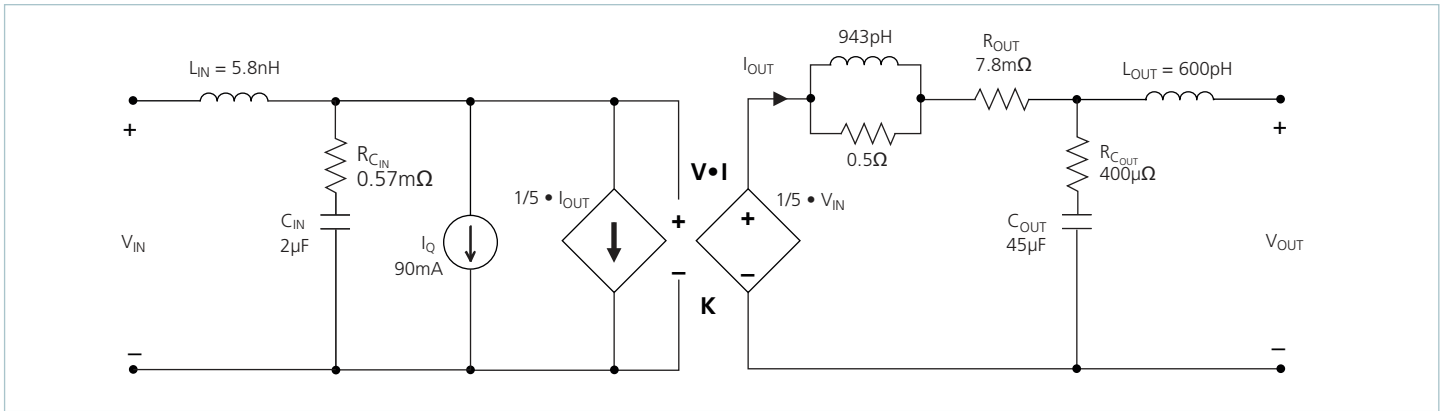 943pH
R_OUT
7.8mΩ
I_OUT
L_IN = 5.8nH
L_OUT = 600pH
+
+
R_C_IN
0.57mΩ
0.5Ω
R_C_OUT
400µΩ
V•I
1/5 • I_OUT
1/5 • V_IN
+
+
C_IN
2µF
C_OUT
45µF
V_IN
I_Q
90mA
V_OUT
–
–
K
–
–